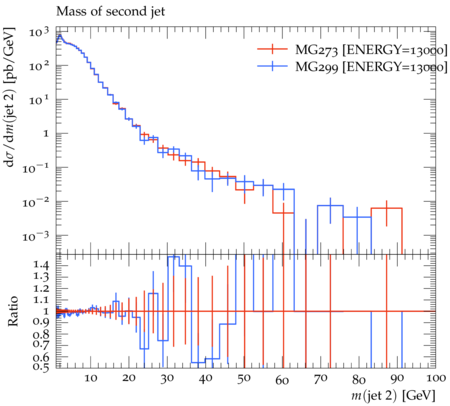 Mass of second jet
dσ/dm(jet 2) [pb/GeV]
10³
10²
10¹
1
10⁻¹
10⁻²
10⁻³
MG273 [ENERGY=13000]
MG299 [ENERGY=13000]
Ratio
1.4
1.3
1.2
1.1
1
0.9
0.8
0.7
0.6
0.5
10 20 30 40 50 60 70 80 90 100
m(jet 2) [GeV]